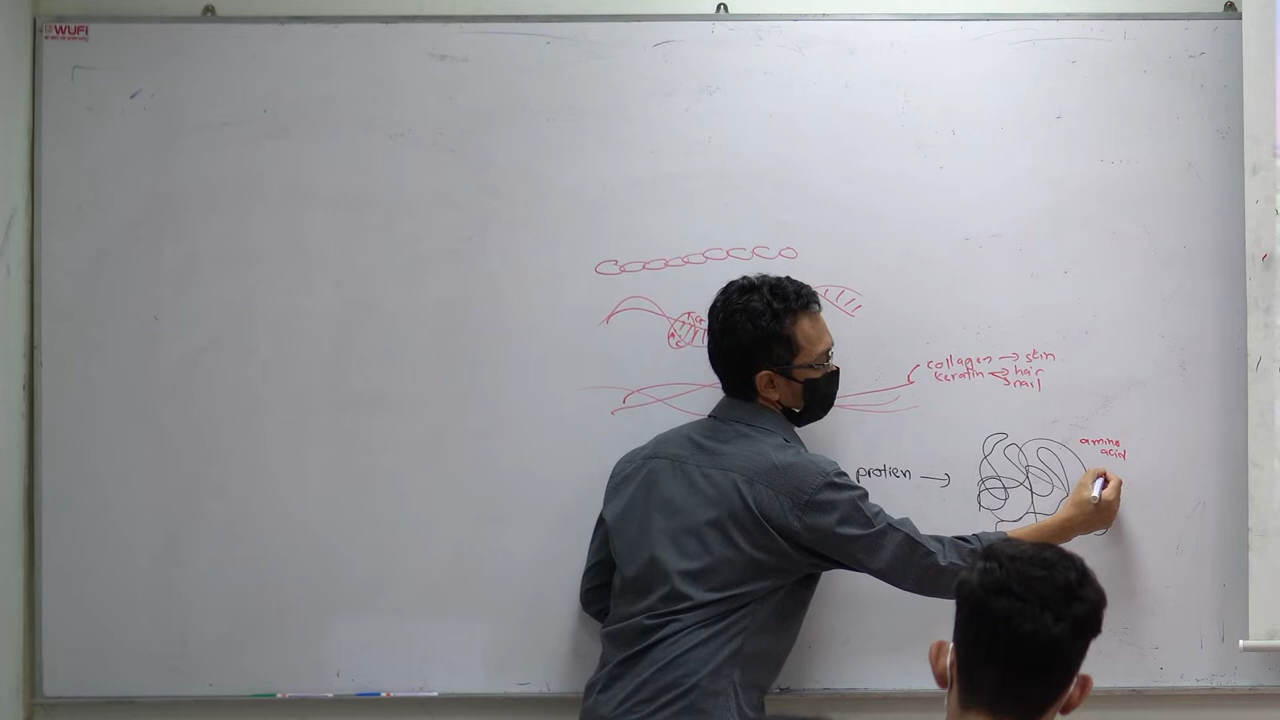 WUFI
collagen → skin
keratin → hair
nail
amino
acid
protien →